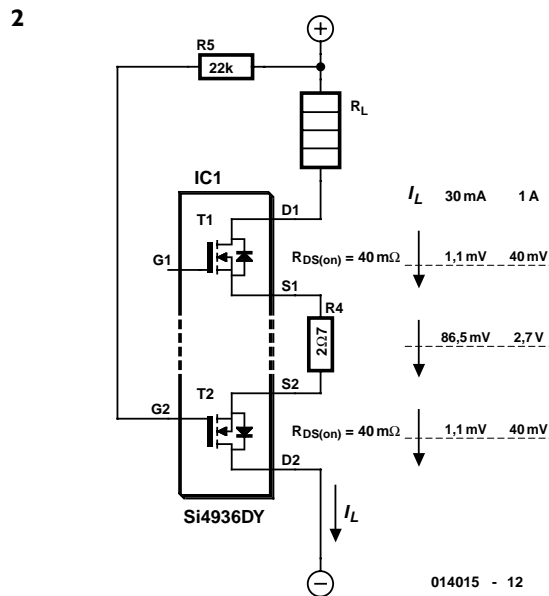 2
R5
22k
R_L
IC1
I_L 30 mA 1 A
D1
T1
R_DS(on) = 40 mΩ 1,1 mV 40 mV
G1
S1
R4
2Ω7
86,5 mV 2,7 V
S2
T2
G2
R_DS(on) = 40 mΩ 1,1 mV 40 mV
D2
Si4936DY
I_L
014015 - 12